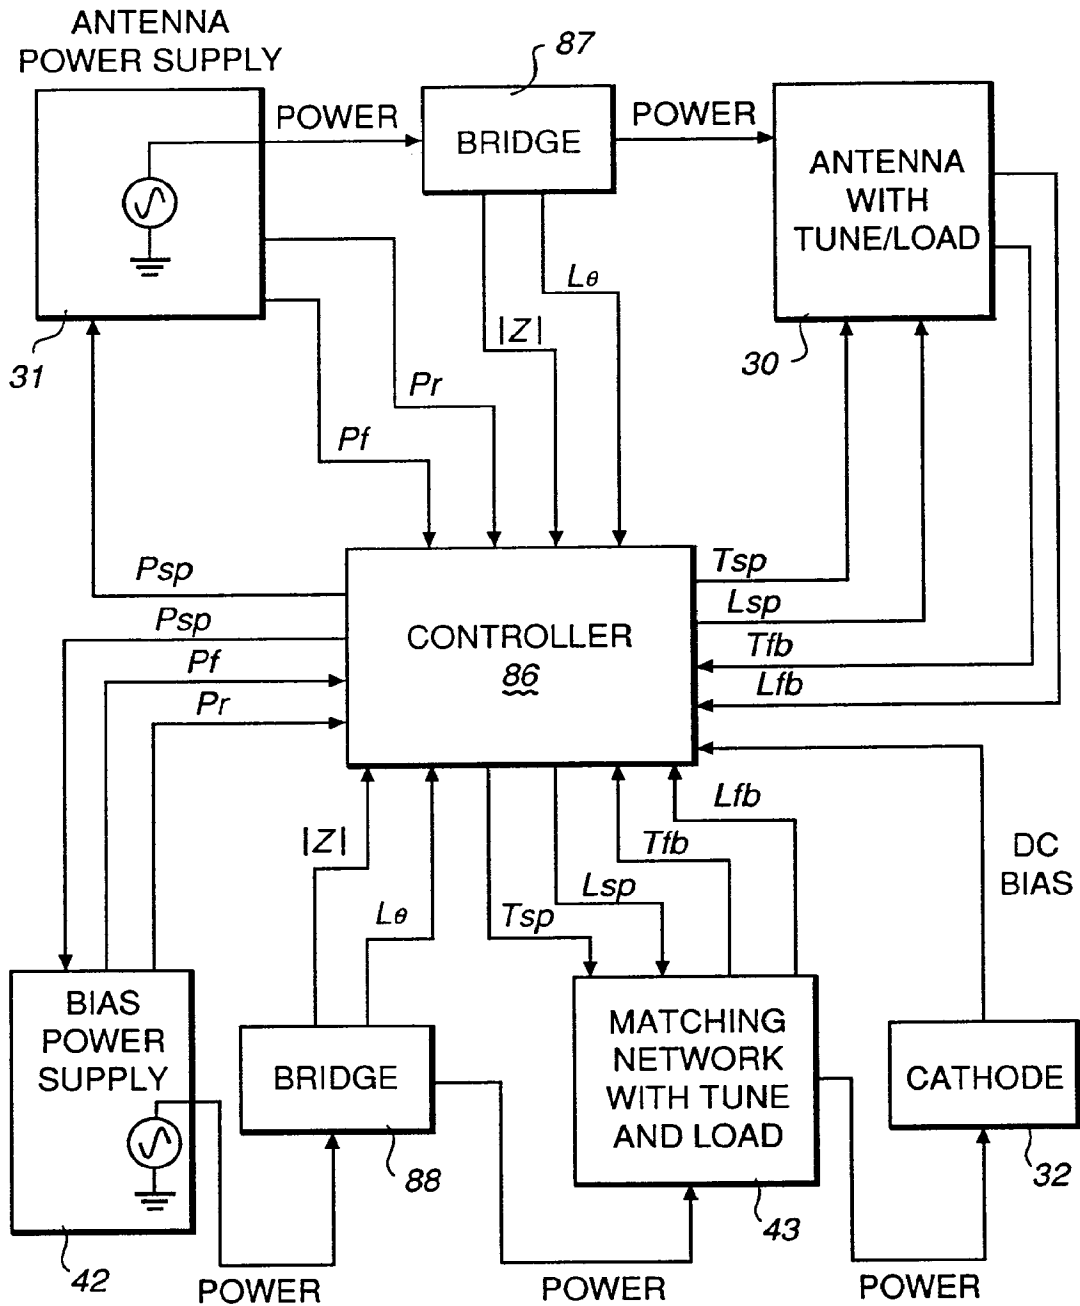 ANTENNA
POWER SUPPLY
87
POWER
BRIDGE
POWER
ANTENNA
WITH
TUNE/LOAD
31
30
Lθ
|Z|
Pr
Pf
Psp
Psp
Pf
Pr
CONTROLLER
86
Tsp
Lsp
Tfb
Lfb
|Z|
Lθ
Tsp
Lsp
Tfb
Lfb
DC
BIAS
BIAS
POWER
SUPPLY
BRIDGE
MATCHING
NETWORK
WITH TUNE
AND LOAD
CATHODE
42
88
43
32
POWER
POWER
POWER